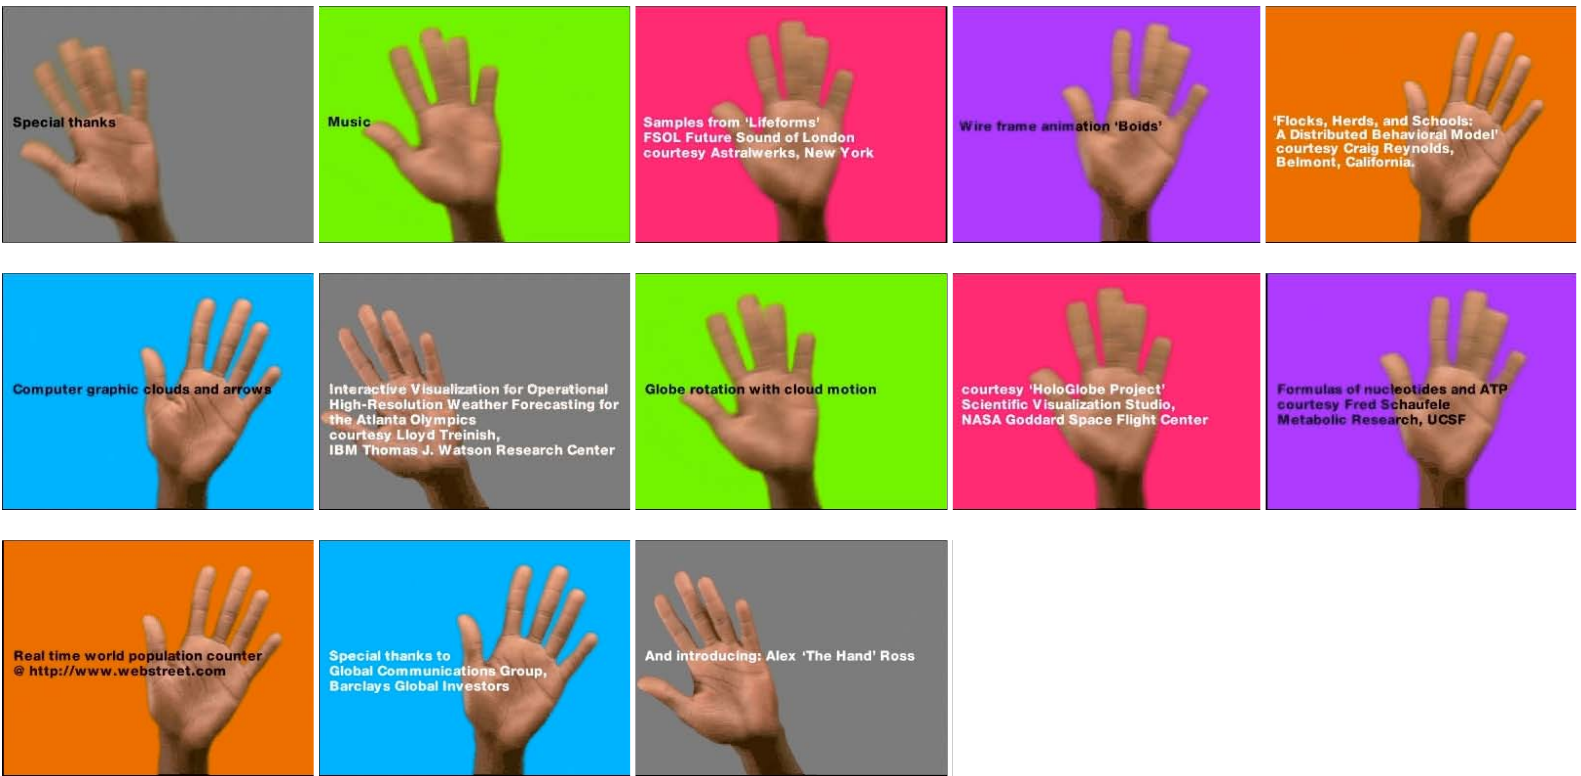 Special thanks
Music
Samples from ‘Lifeforms’
FSOL Future Sound of London
courtesy Astralwerks, New York
Wire frame animation ‘Boids’
‘Flocks, Herds, and Schools:
A Distributed Behavioral Model’
courtesy Craig Reynolds,
Belmont, California.
Computer graphic clouds and arrows
Interactive Visualization for Operational
High-Resolution Weather Forecasting for
the Atlanta Olympics
courtesy Lloyd Treinish,
IBM Thomas J. Watson Research Center
Globe rotation with cloud motion
courtesy ‘HoloGlobe Project’
Scientific Visualization Studio,
NASA Goddard Space Flight Center
Formulas of nucleotides and ATP
courtesy Fred Schaufele
Metabolic Research, UCSF
Real time world population counter
@ http://www.webstreet.com
Special thanks to
Global Communications Group,
Barclays Global Investors
And introducing: Alex ‘The Hand’ Ross